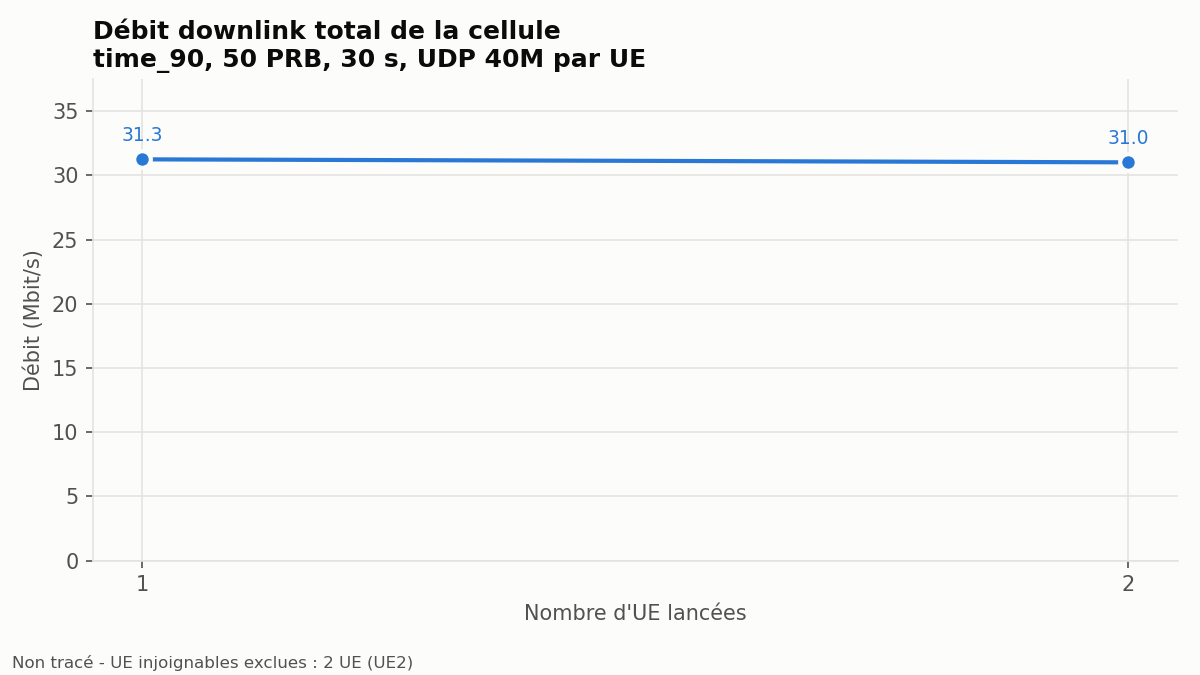 Débit downlink total de la cellule
time_90, 50 PRB, 30 s, UDP 40M par UE
35
31.3
31.0
30
25
20
15
10
5
0
Débit (Mbit/s)
1
2
Nombre d'UE lancées
Non tracé - UE injoignables exclues : 2 UE (UE2)